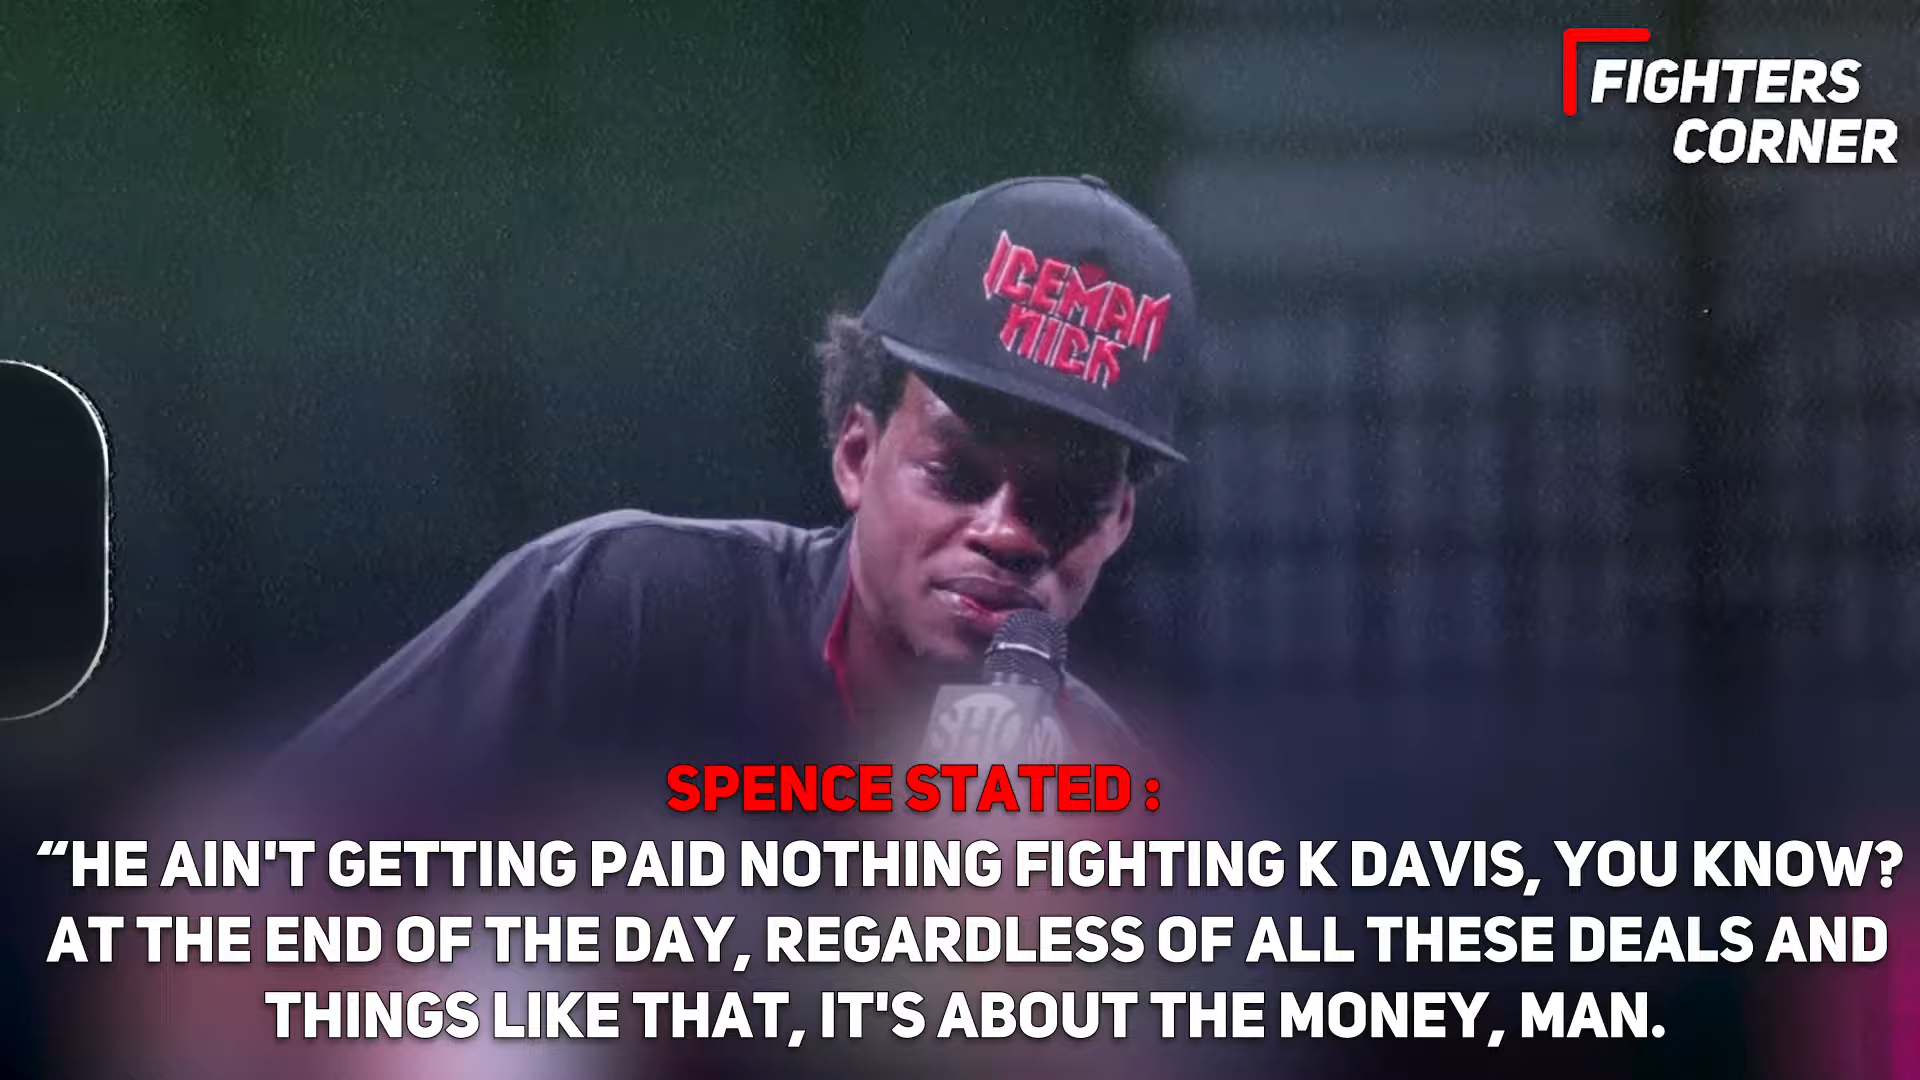 FIGHTERS
CORNER
ICEMAN
NICK
SHO
SPENCE STATED :
“HE AIN'T GETTING PAID NOTHING FIGHTING K DAVIS, YOU KNOW?
AT THE END OF THE DAY, REGARDLESS OF ALL THESE DEALS AND
THINGS LIKE THAT, IT'S ABOUT THE MONEY, MAN.